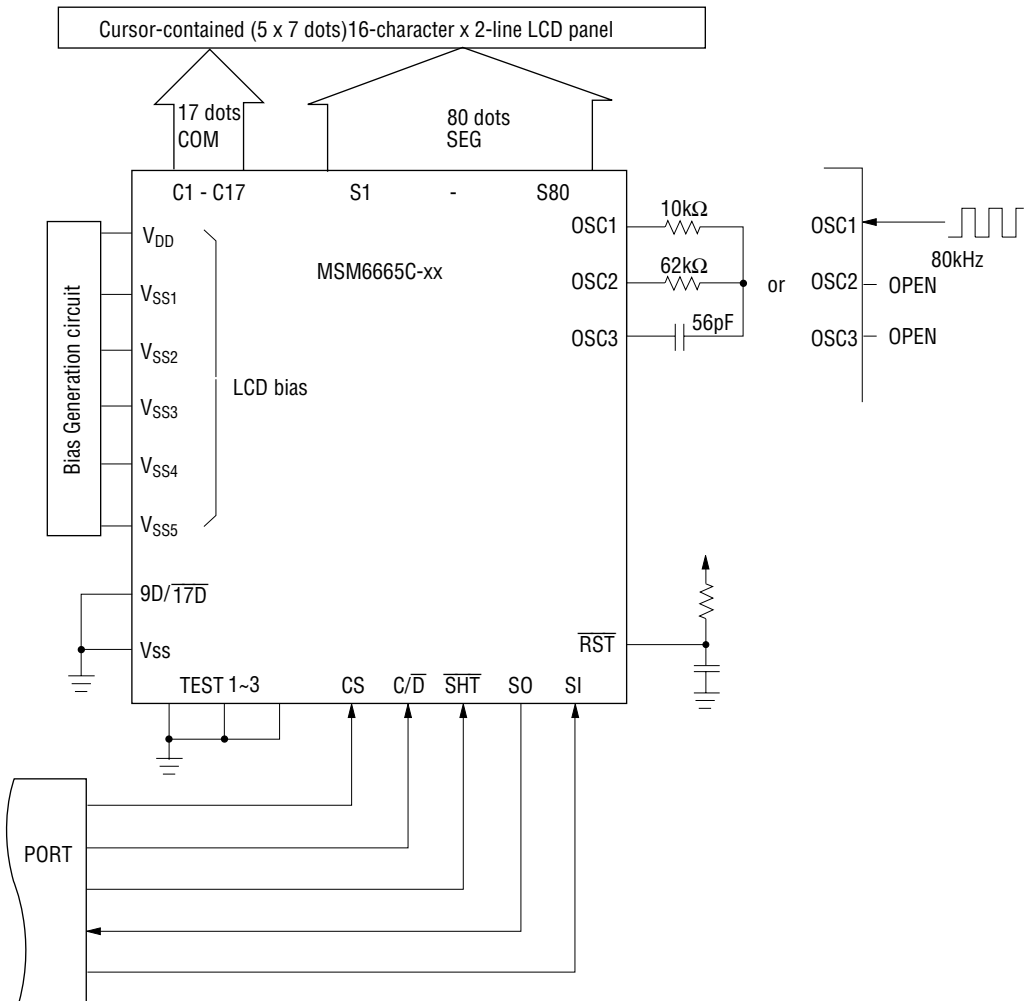 Cursor-contained (5 x 7 dots)16-character x 2-line LCD panel
17 dots
COM
80 dots
SEG
C1 - C17
S1 - S80
MSM6665C-xx
Bias Generation circuit
VDD
VSS1
VSS2
VSS3
VSS4
VSS5
LCD bias
9D/17D
Vss
TEST 1~3
CS
C/D
SHT
SO
SI
RST
OSC1
OSC2
OSC3
10kΩ
62kΩ
56pF
or
OSC1
OSC2
OSC3
80kHz
OPEN
OPEN
PORT